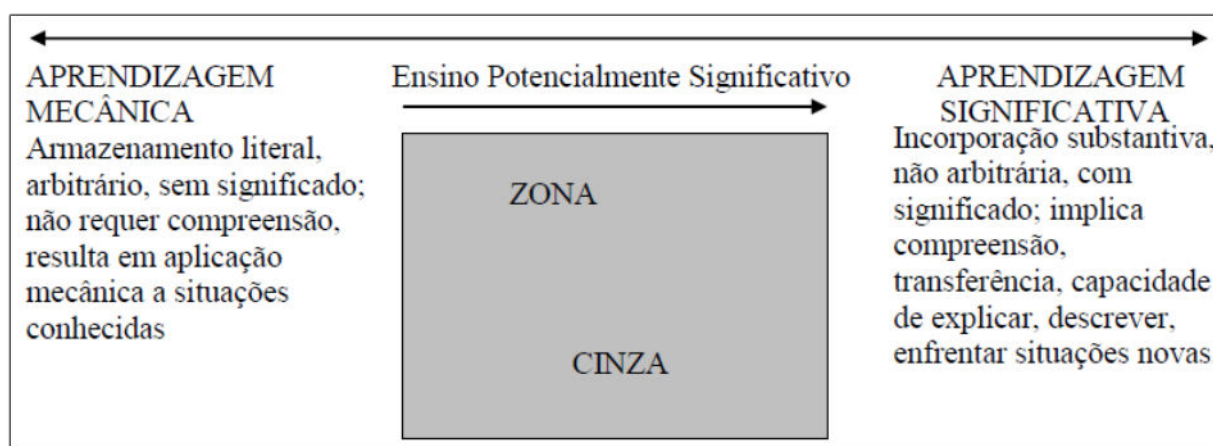 APRENDIZAGEM
MECÂNICA
Armazenamento literal,
arbitrário, sem significado;
não requer compreensão,
resulta em aplicação
mecânica a situações
conhecidas
Ensino Potencialmente Significativo
ZONA
CINZA
APRENDIZAGEM
SIGNIFICATIVA
Incorporação substantiva,
não arbitrária, com
significado; implica
compreensão,
transferência, capacidade
de explicar, descrever,
enfrentar situações novas